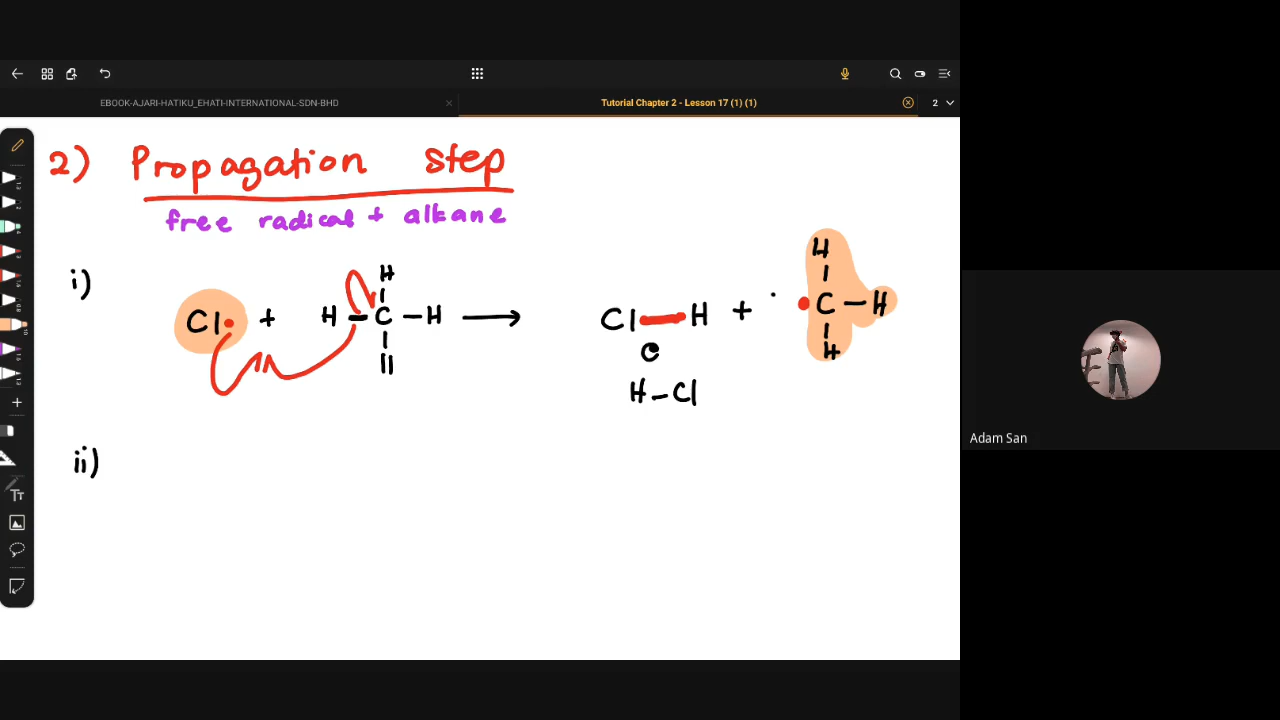 EBOOK-AJARI-HATIKU_EHATI-INTERNATIONAL-SDN-BHD
Tutorial Chapter 2 - Lesson 17 (1) (1)
2
2) Propagation step
free radical + alkane
i)
H
Cl• + H - C - H ⟶ Cl - H +
H
• C - H
H
H - Cl
ii)
Tt
Adam San